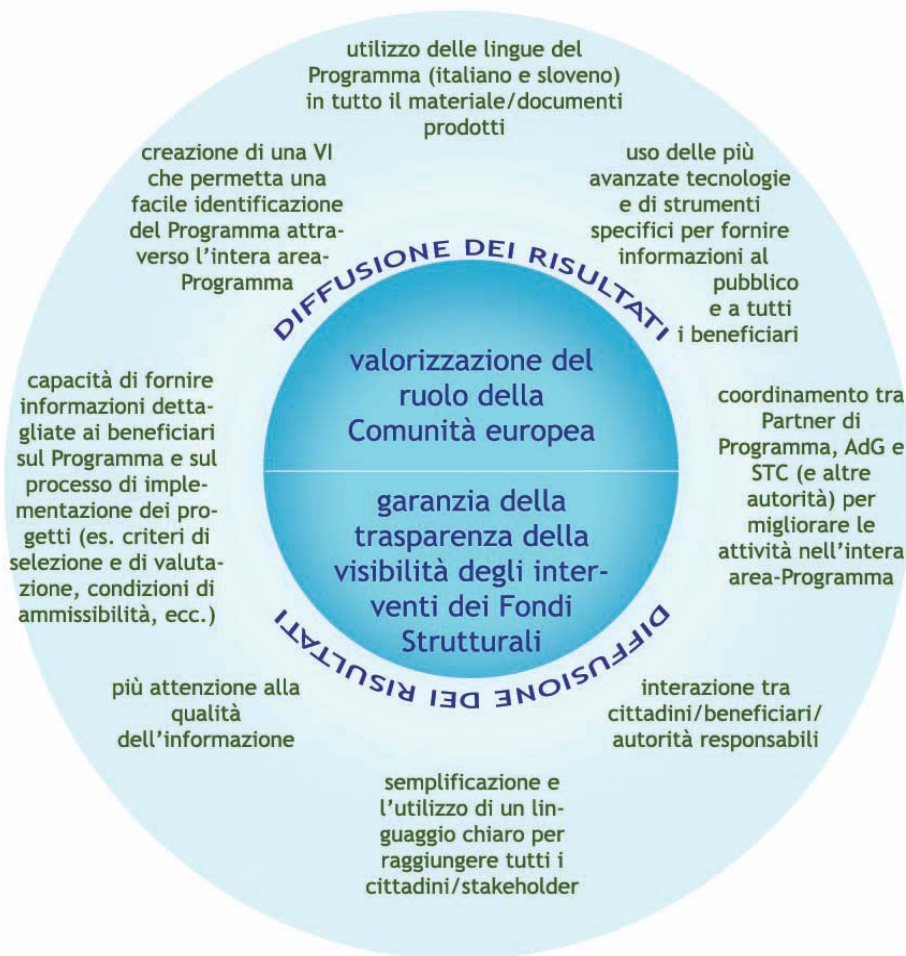 utilizzo delle lingue del
Programma (italiano e sloveno)
in tutto il materiale/documenti
prodotti
creazione di una VI
che permetta una
facile identificazione
del Programma attra-
verso l'intera area-
Programma
uso delle più
avanzate tecnologie
e di strumenti
specifici per fornire
informazioni al
pubblico
e a tutti
i beneficiari
DIFFUSIONE DEI RISULTATI
valorizzazione del
ruolo della
Comunità europea
garanzia della
trasparenza della
visibilità degli inter-
venti dei Fondi
Strutturali
DIFFUSIONE DEI RISULTATI
capacità di fornire
informazioni detta-
gliate ai beneficiari
sul Programma e sul
processo di imple-
mentazione dei pro-
getti (es. criteri di
selezione e di valuta-
zione, condizioni di
ammissibilità, ecc.)
coordinamento tra
Partner di
Programma, AdG e
STC (e altre
autorità) per
migliorare le
attività nell'intera
area-Programma
più attenzione alla
qualità
dell'informazione
interazione tra
cittadini/beneficiari/
autorità responsabili
semplificazione e
l'utilizzo di un lin-
guaggio chiaro per
raggiungere tutti i
cittadini/stakeholder